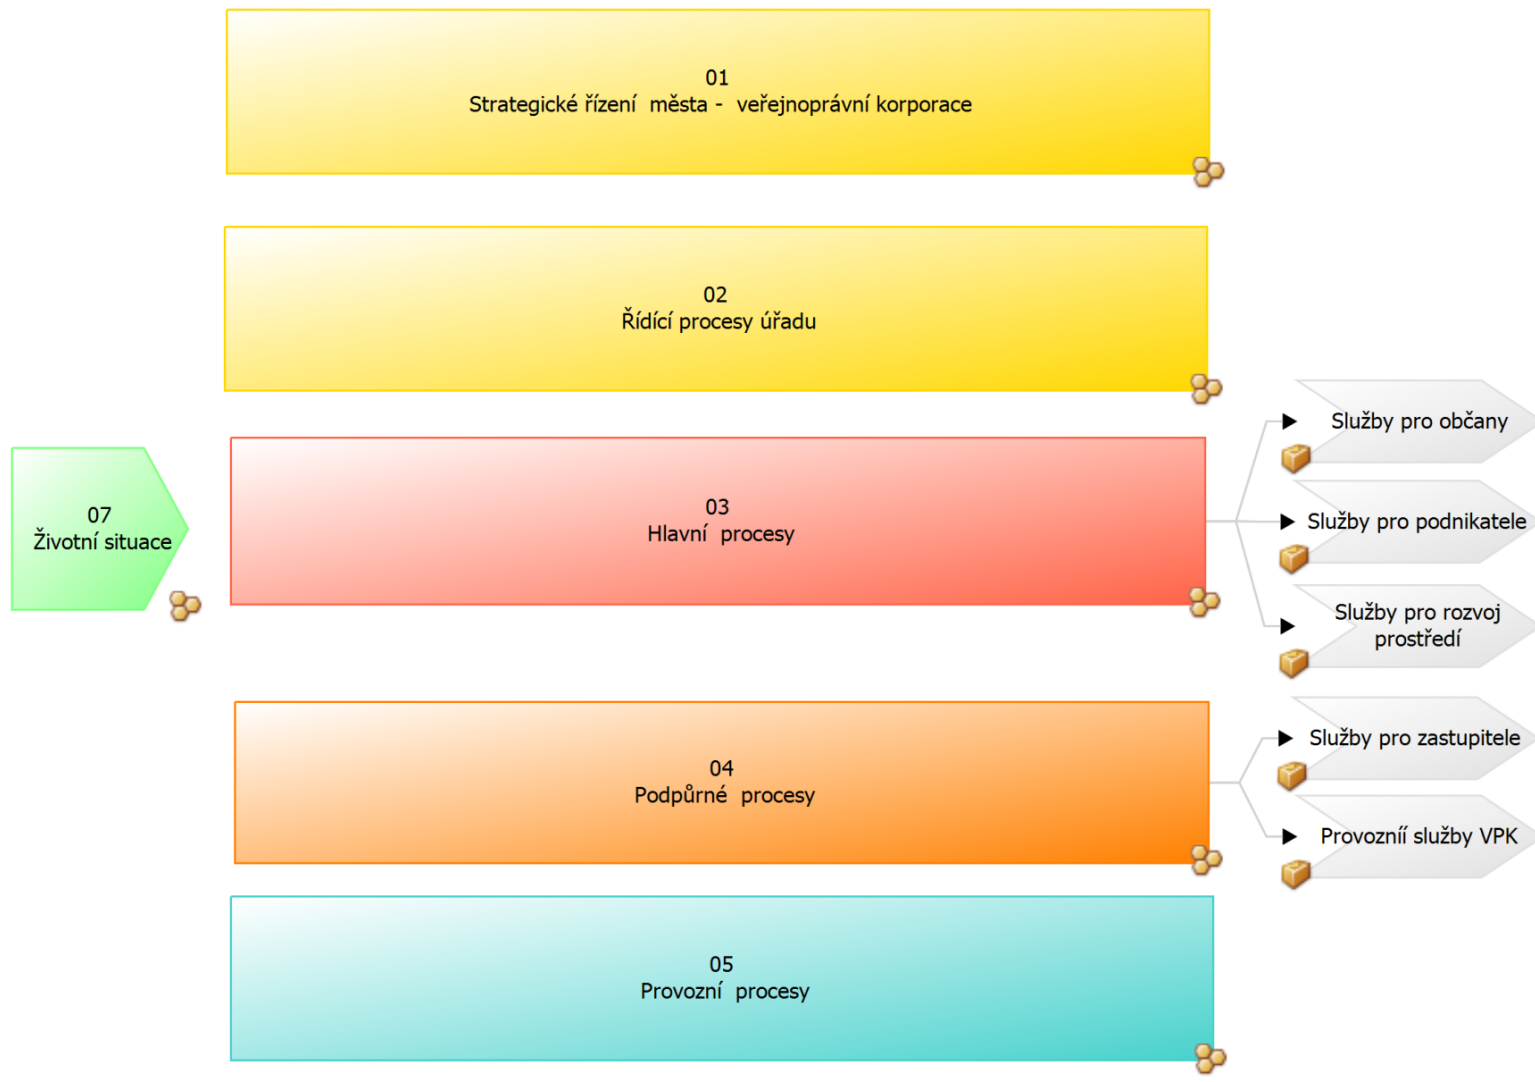 01
Strategické řízení  města -  veřejnoprávní korporace
02
Řídící procesy úřadu
07
Životní situace
03
Hlavní  procesy
Služby pro občany
Služby pro podnikatele
Služby pro rozvoj
prostředí
04
Podpůrné  procesy
Služby pro zastupitele
Provozníí služby VPK
05
Provozní  procesy